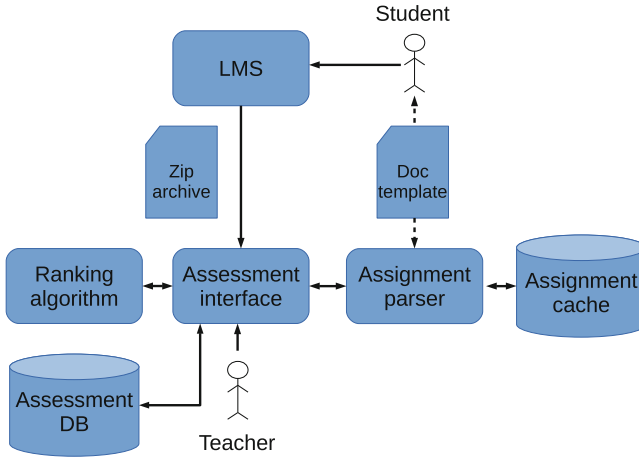 Student
LMS
Zip
archive
Doc
template
Ranking
algorithm
Assessment
interface
Assignment
parser
Assignment
cache
Assessment
DB
Teacher